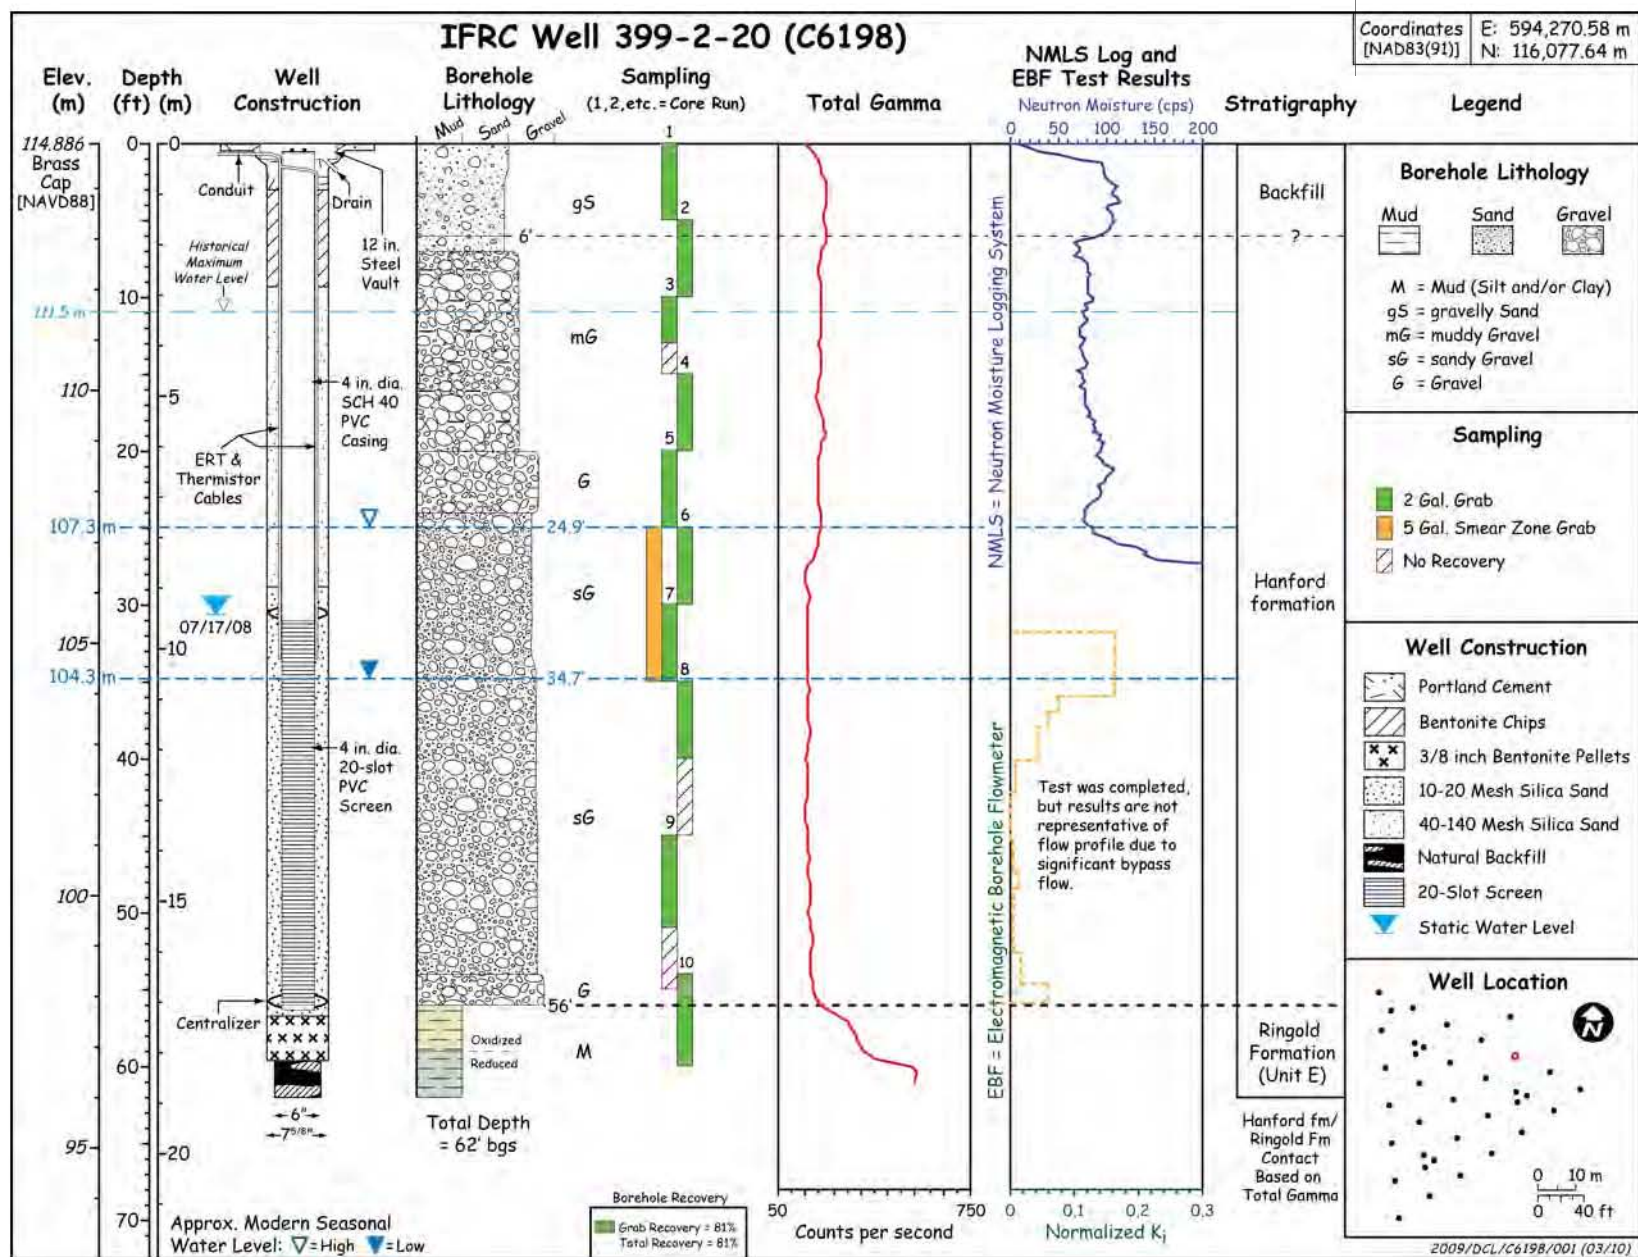 IFRC Well 399-2-20 (C6198)
Coordinates
[NAD83(91)]
E: 594,270.58 m
N: 116,077.64 m
Elev.
(m)
Depth
(ft) (m)
Well
Construction
Borehole
Lithology
Mud Sand Gravel
Sampling
(1,2,etc.=Core Run)
Total Gamma
NMLS Log and
EBF Test Results
Neutron Moisture (cps)
0 50 100 150 200
Stratigraphy
Legend
114.886
Brass
Cap
[NAVD88]
111.5 m
110
107.3 m
105
104.3 m
100
95
0
10
20
30
40
50
60
70
0
5
10
15
20
Conduit
Drain
12 in.
Steel
Vault
Historical
Maximum
Water Level
4 in. dia.
SCH 40
PVC
Casing
ERT &
Thermistor
Cables
07/17/08
4 in. dia.
20-slot
PVC
Screen
Centralizer
6"
7 5/8"
Approx. Modern Seasonal
Water Level: =High =Low
gS
6'
mG
G
24.9'
sG
34.7'
sG
G
56'
M
Oxidized
Reduced
Total Depth
= 62' bgs
1
2
3
4
5
6
7
8
9
10
Borehole Recovery
Grab Recovery = 81%
Total Recovery = 81%
50 750
Counts per second
NMLS = Neutron Moisture Logging System
EBF = Electromagnetic Borehole Flowmeter
Test was completed,
but results are not
representative of
flow profile due to
significant bypass
flow.
0 0.1 0.2 0.3
Normalized Ki
Backfill
?
Hanford
formation
Ringold
Formation
(Unit E)
Hanford fm/
Ringold Fm
Contact
Based on
Total Gamma
Borehole Lithology
Mud Sand Gravel
M = Mud (Silt and/or Clay)
gS = gravelly Sand
mG = muddy Gravel
sG = sandy Gravel
G = Gravel
Sampling
2 Gal. Grab
5 Gal. Smear Zone Grab
No Recovery
Well Construction
Portland Cement
Bentonite Chips
3/8 inch Bentonite Pellets
10-20 Mesh Silica Sand
40-140 Mesh Silica Sand
Natural Backfill
20-Slot Screen
Static Water Level
Well Location
N
0 10 m
0 40 ft
2009/DCL/C6198/001 (03/10)